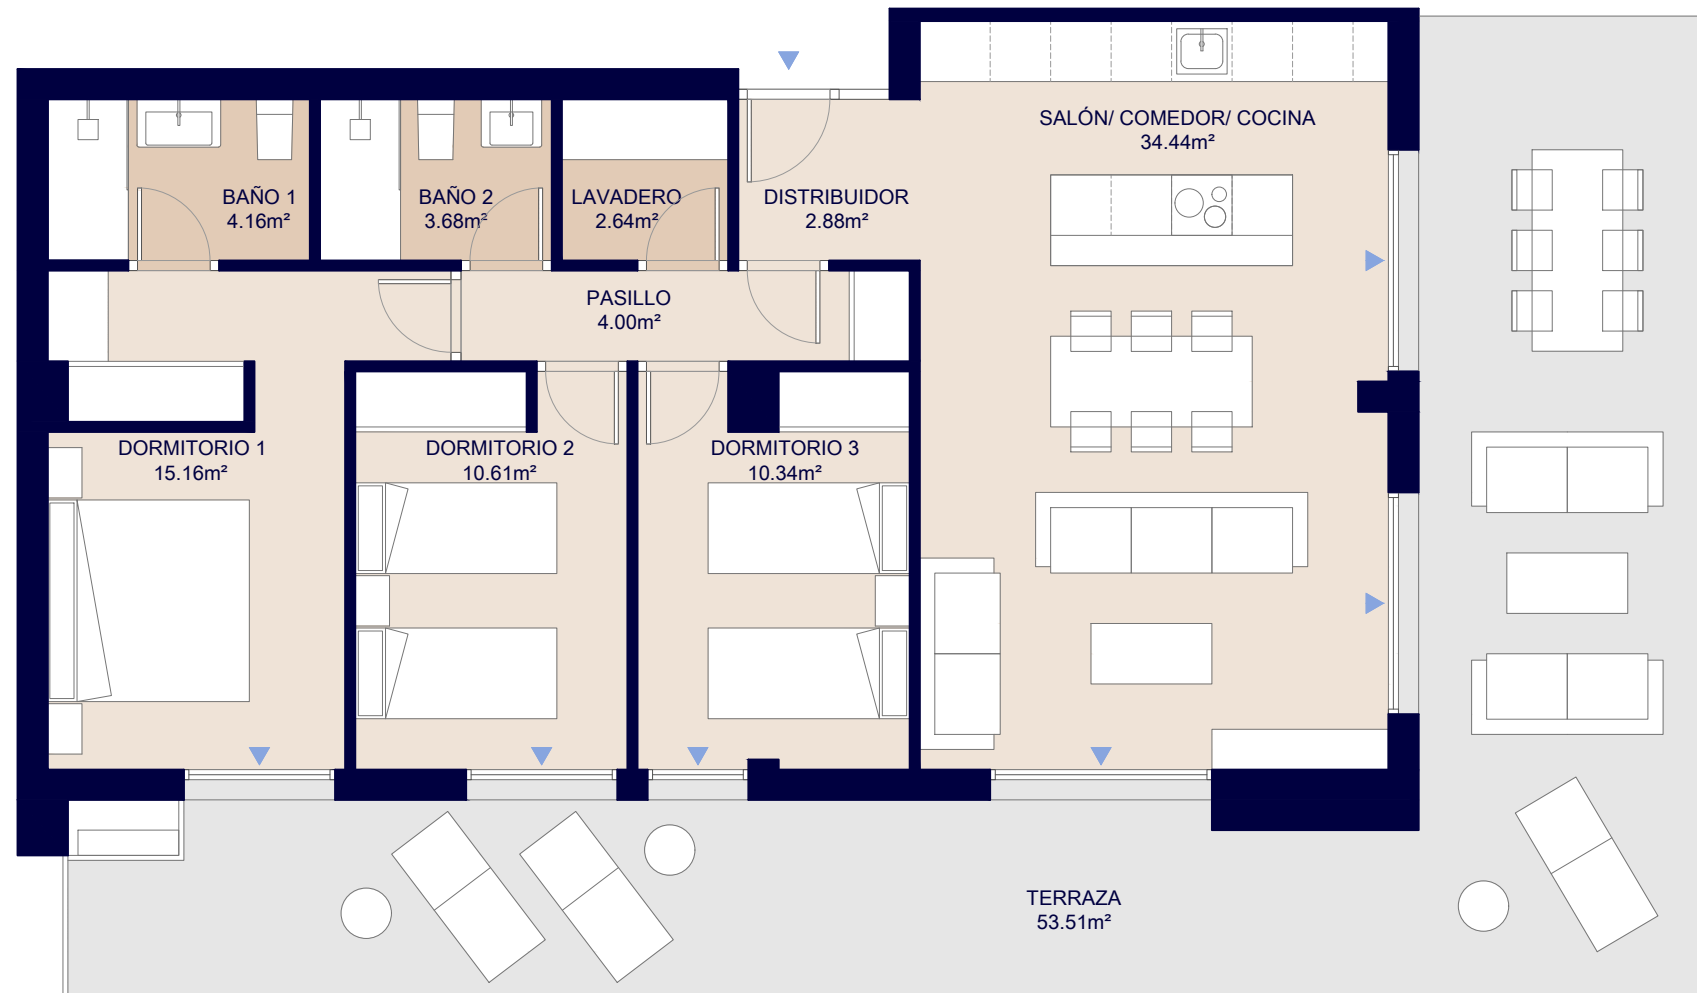 SALÓN/ COMEDOR/ COCINA
34.44m²
BAÑO 1
4.16m²
BAÑO 2
3.68m²
LAVADERO
2.64m²
DISTRIBUIDOR
2.88m²
PASILLO
4.00m²
DORMITORIO 1
15.16m²
DORMITORIO 2
10.61m²
DORMITORIO 3
10.34m²
TERRAZA
53.51m²